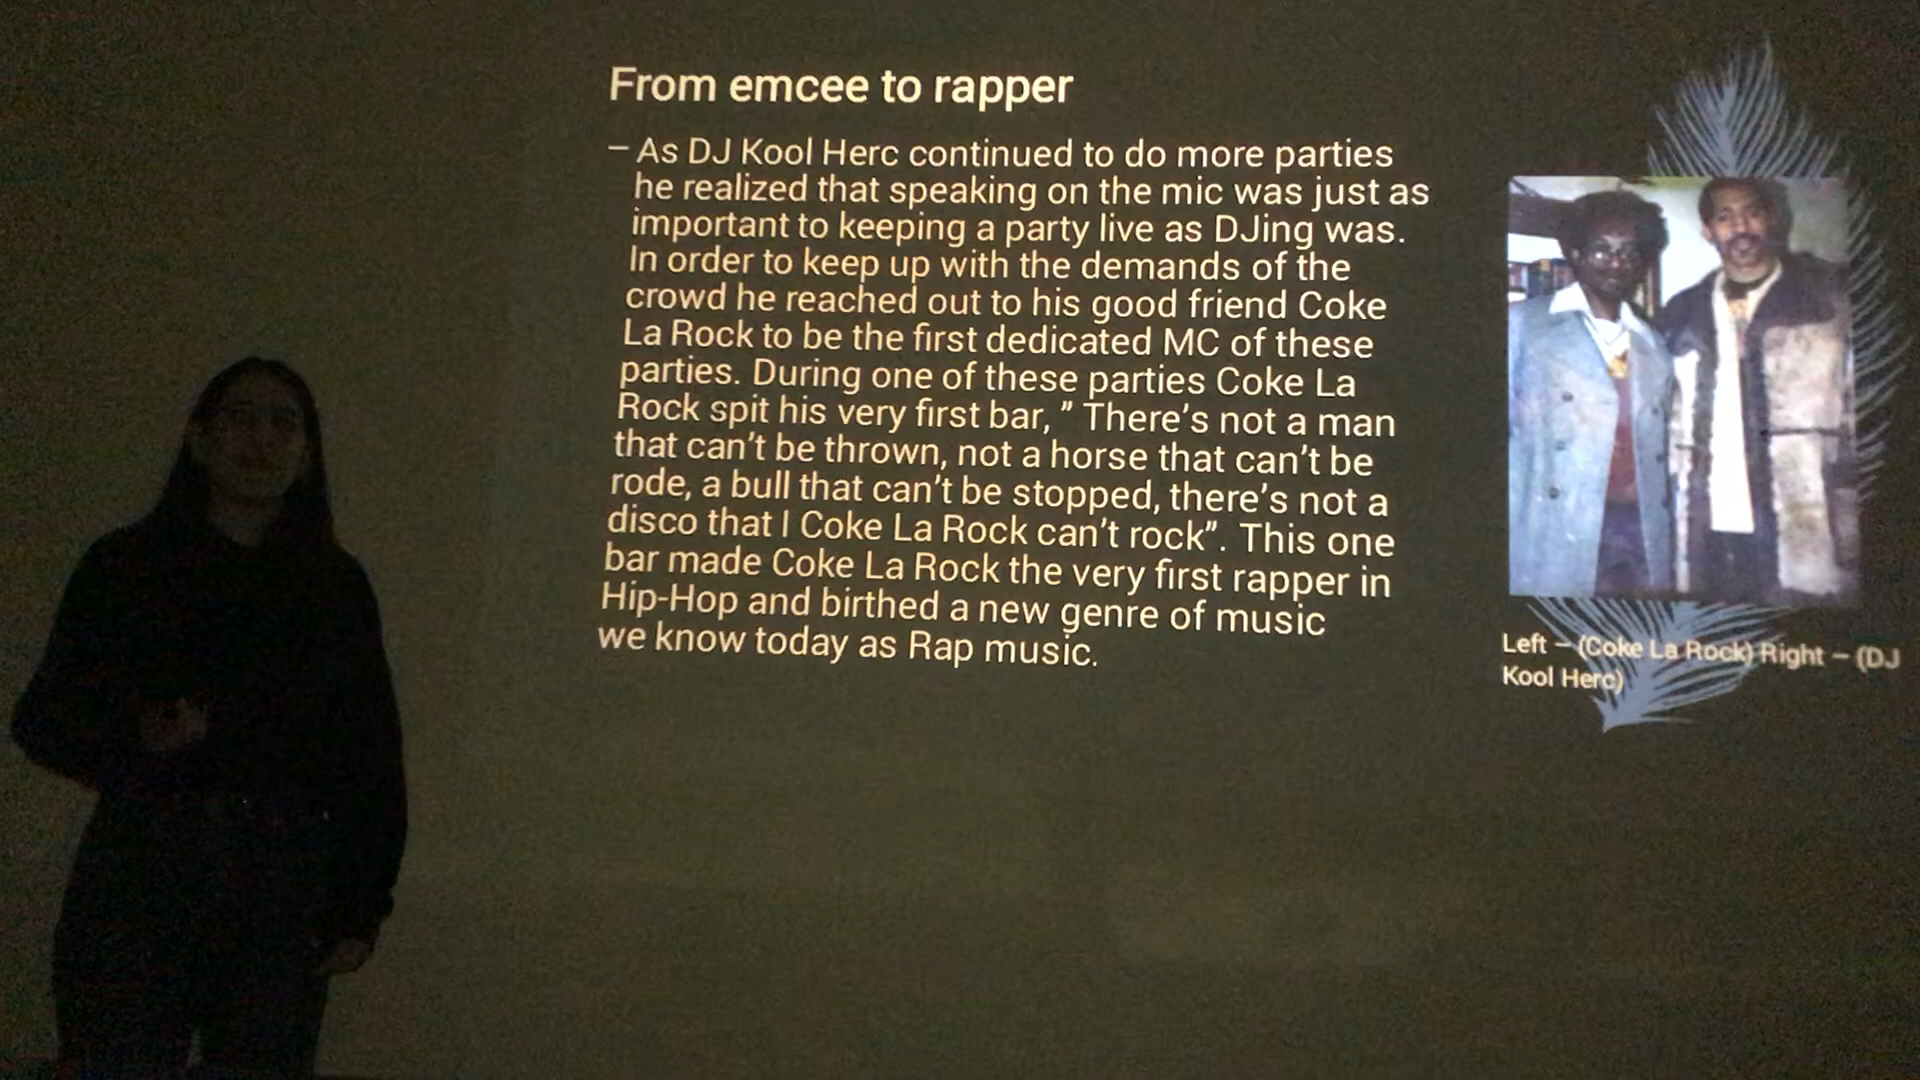 From emcee to rapper
– As DJ Kool Herc continued to do more parties
he realized that speaking on the mic was just as
important to keeping a party live as DJing was.
In order to keep up with the demands of the
crowd he reached out to his good friend Coke
La Rock to be the first dedicated MC of these
parties. During one of these parties Coke La
Rock spit his very first bar, ” There’s not a man
that can’t be thrown, not a horse that can’t be
rode, a bull that can’t be stopped, there’s not a
disco that I Coke La Rock can’t rock”. This one
bar made Coke La Rock the very first rapper in
Hip-Hop and birthed a new genre of music
we know today as Rap music.
Left – (Coke La Rock) Right – (DJ
Kool Herc)